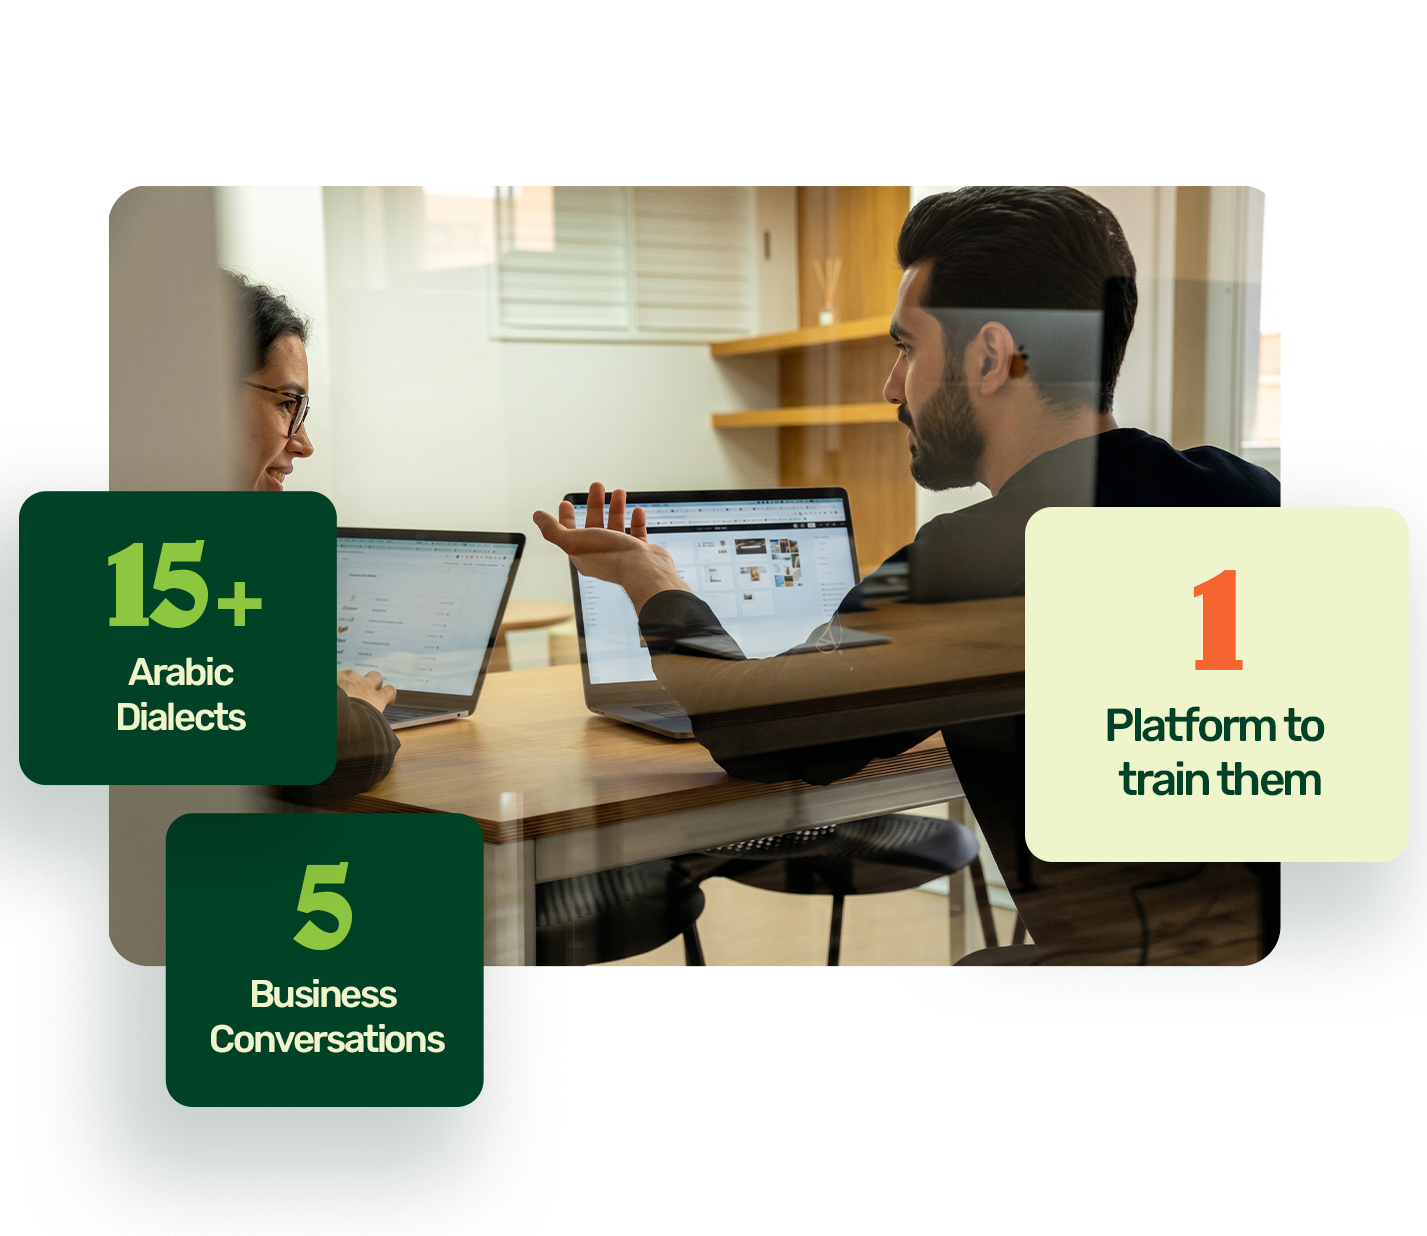 15+
Arabic
Dialects
5
Business
Conversations
1
Platform to
train them